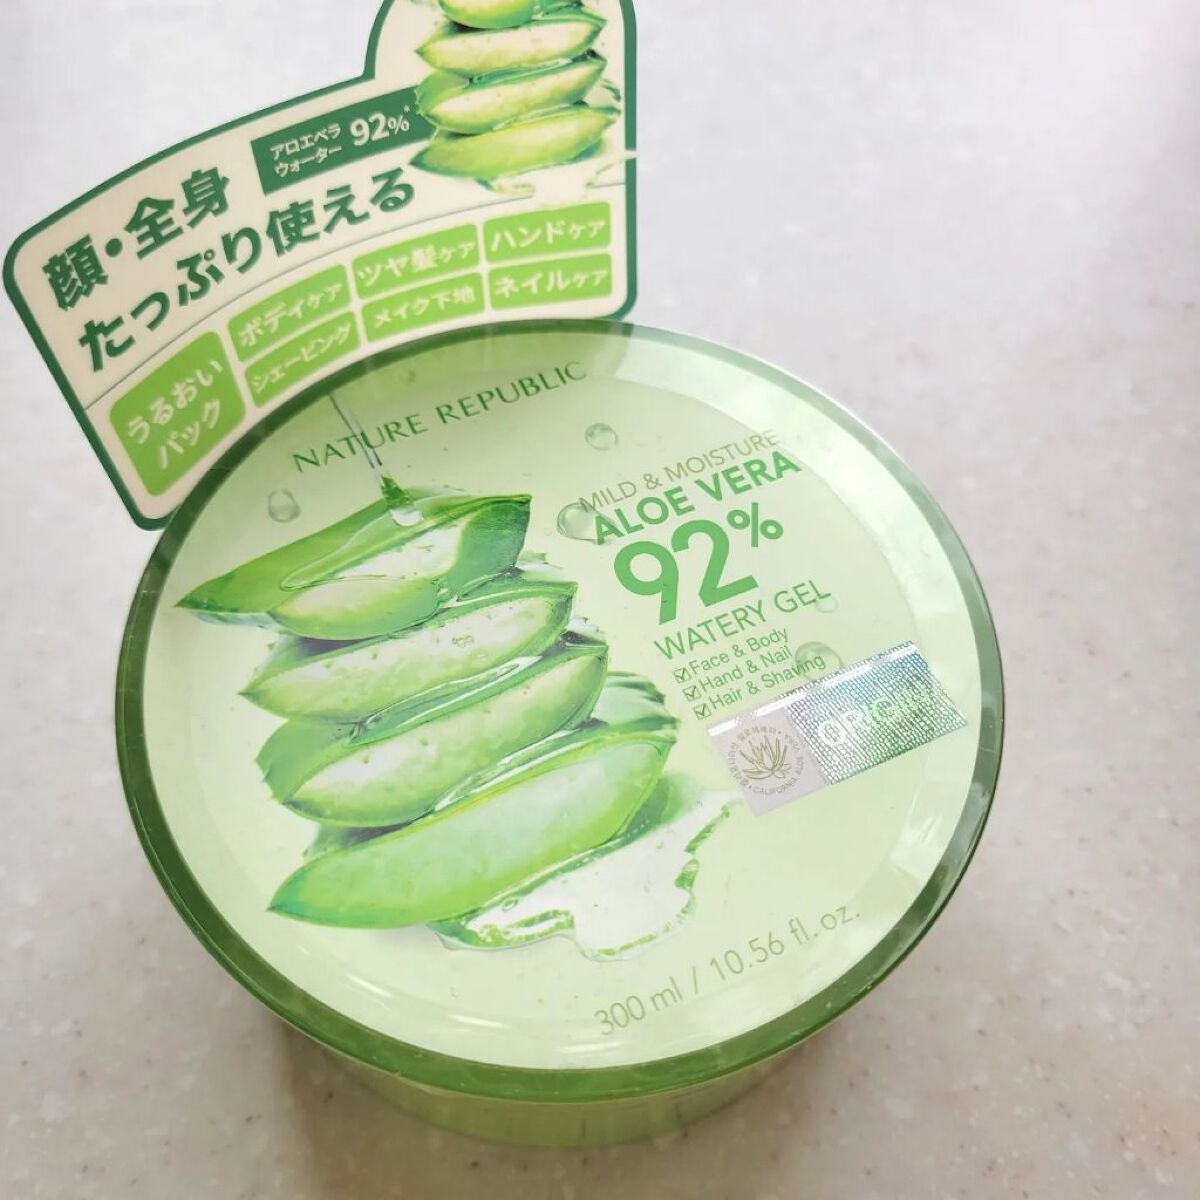 アロエベラ
ウォーター 92%*
顔・全身
たっぷり使える
うるおい
パック
ボディケア
ツヤ髪ケア
ハンドケア
シェービング
メイク下地
ネイルケア
NATURE REPUBLIC
MILD & MOISTURE
ALOE VERA
92%
WATERY GEL
☑Face & Body
☑Hand & Nail
☑Hair & Shaving
CALIFORNIA ALOE VERA
300 ml / 10.56 fl.oz.